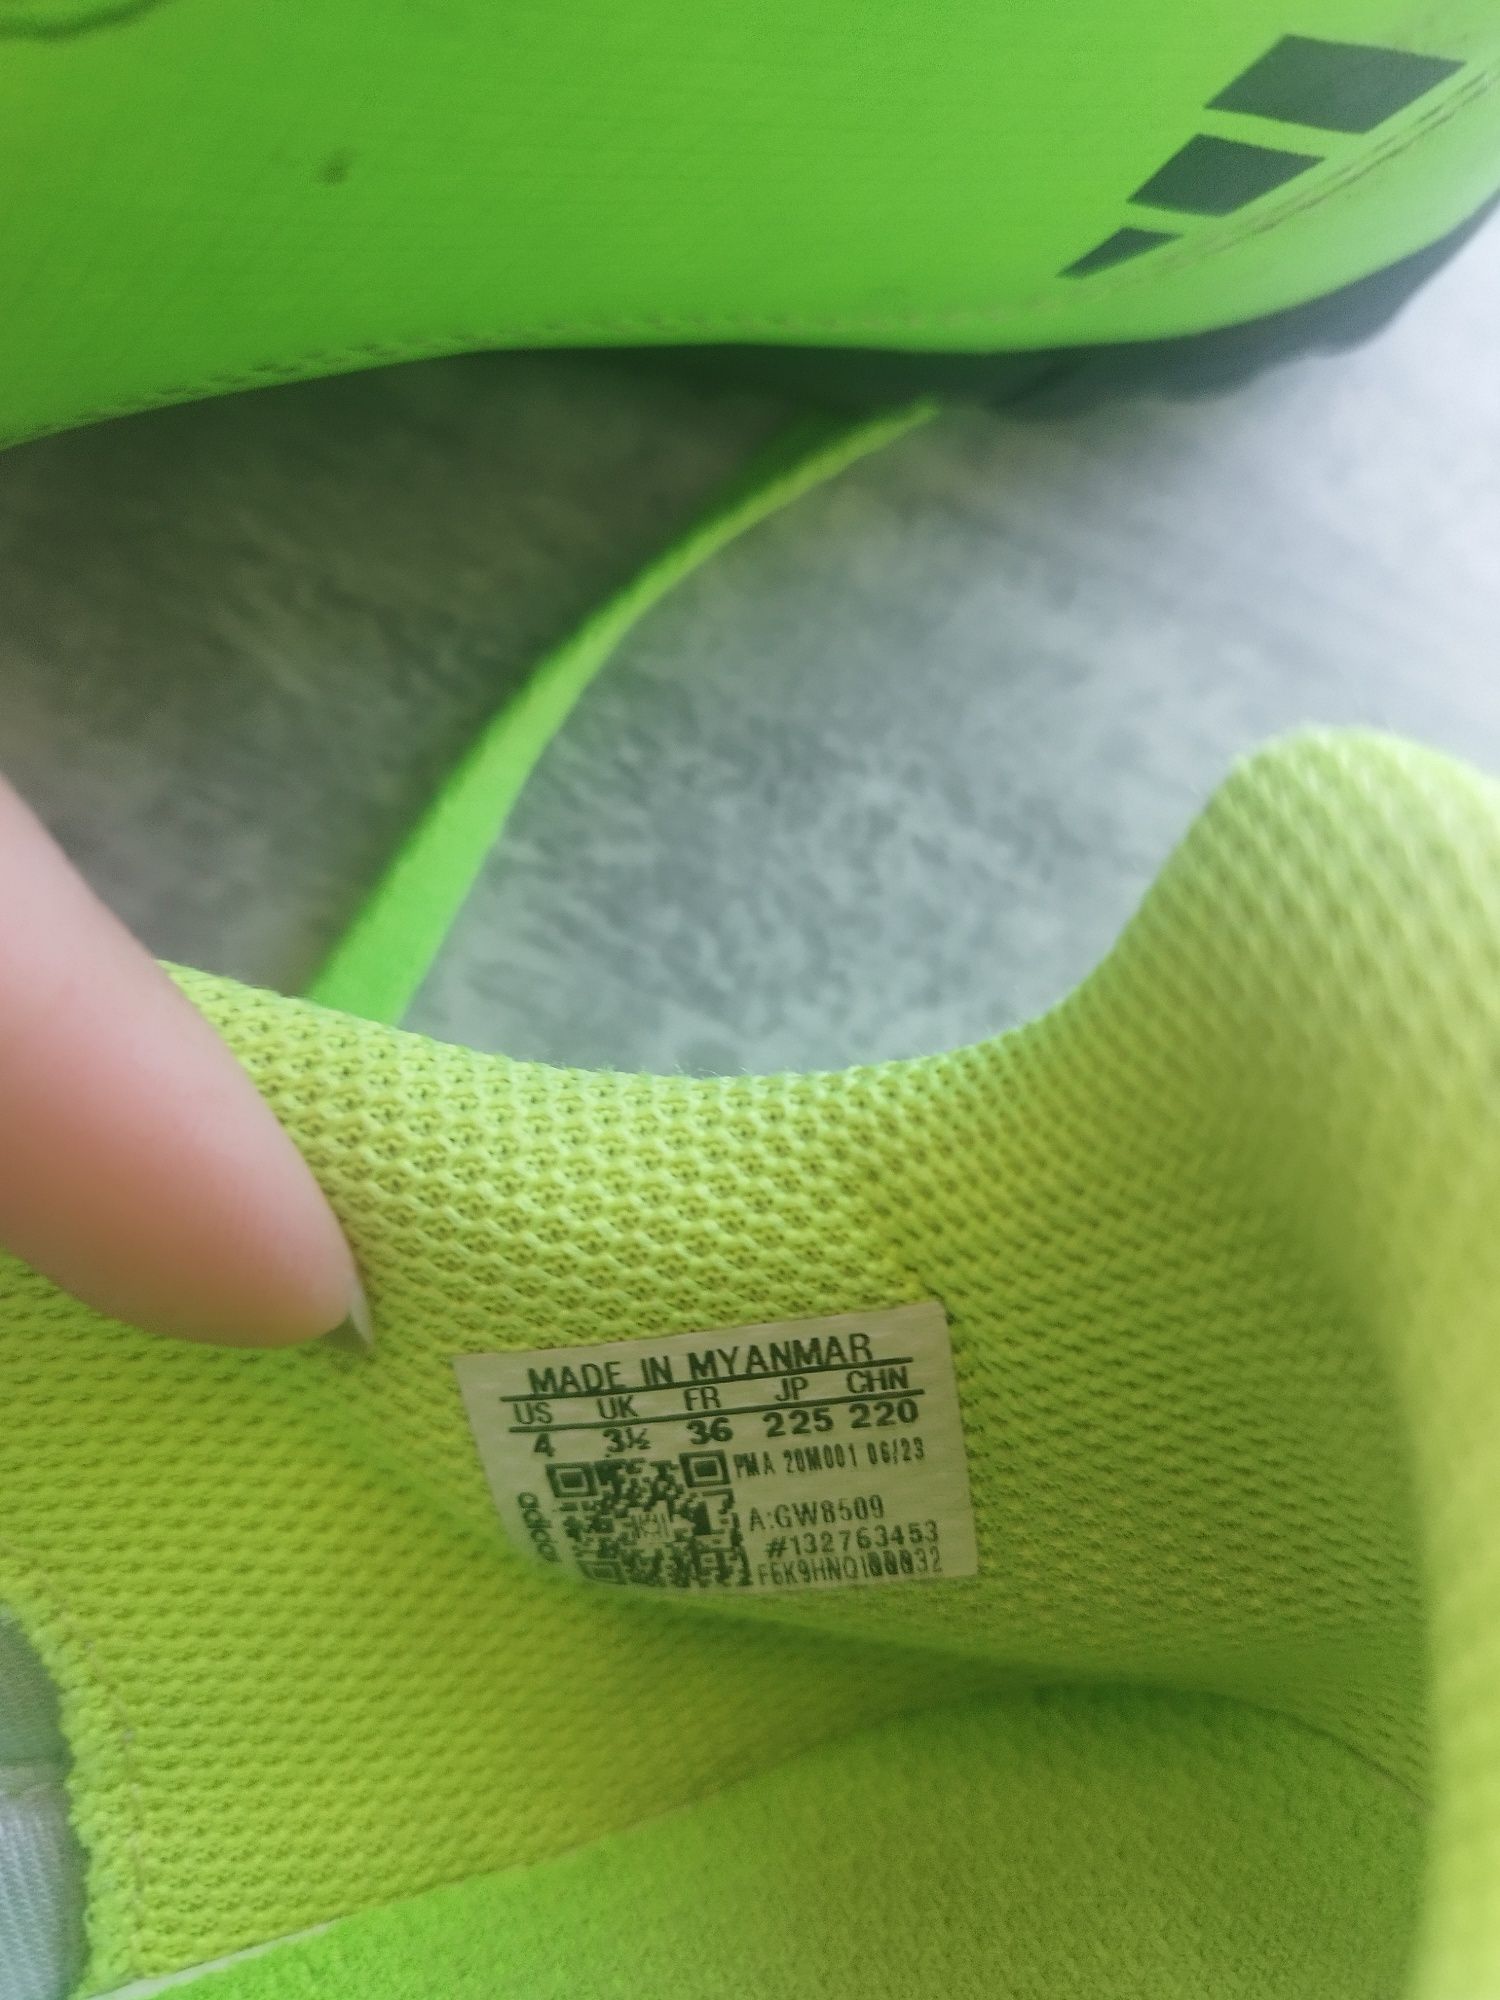 MADE IN MYANMAR
US UK FR JP CHN
4 3½ 36 225 220
PMA 20M001 06/23
adidas
A:GW8509
#132763453